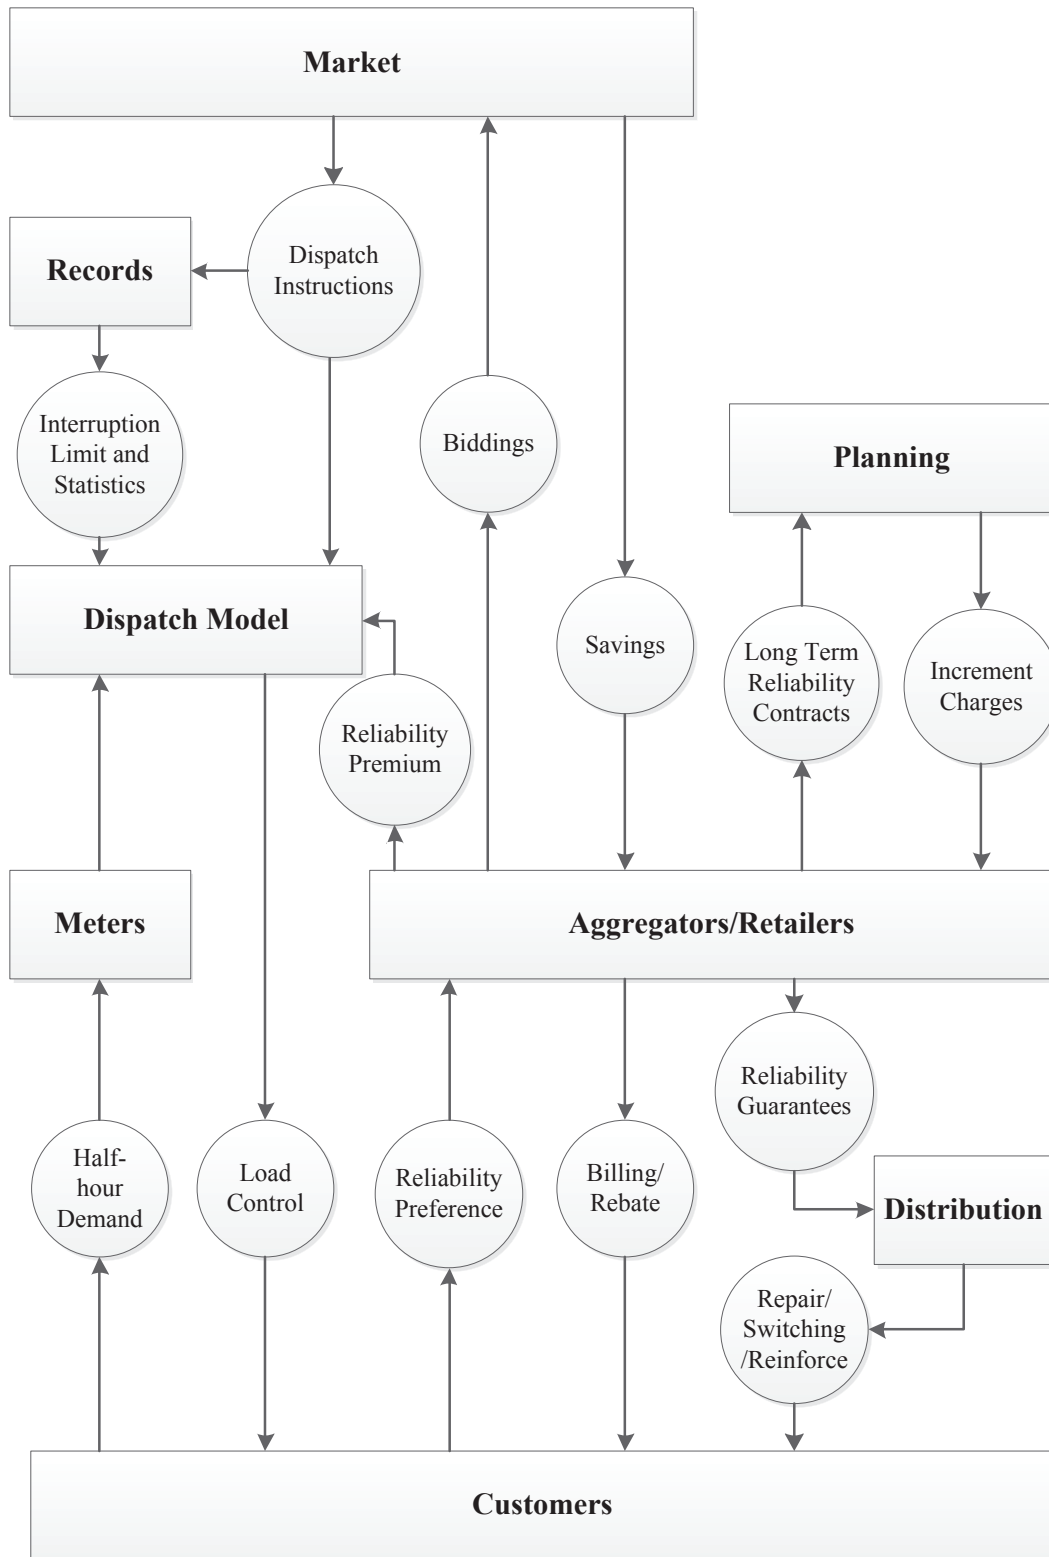 Market
Dispatch
Instructions
Records
Interruption
Limit and
Statistics
Biddings
Planning
Dispatch Model
Savings
Long Term
Reliability
Contracts
Increment
Charges
Reliability
Premium
Meters
Aggregators/Retailers
Reliability
Guarantees
Half-
hour
Demand
Load
Control
Reliability
Preference
Billing/
Rebate
Distribution
Repair/
Switching
/Reinforce
Customers